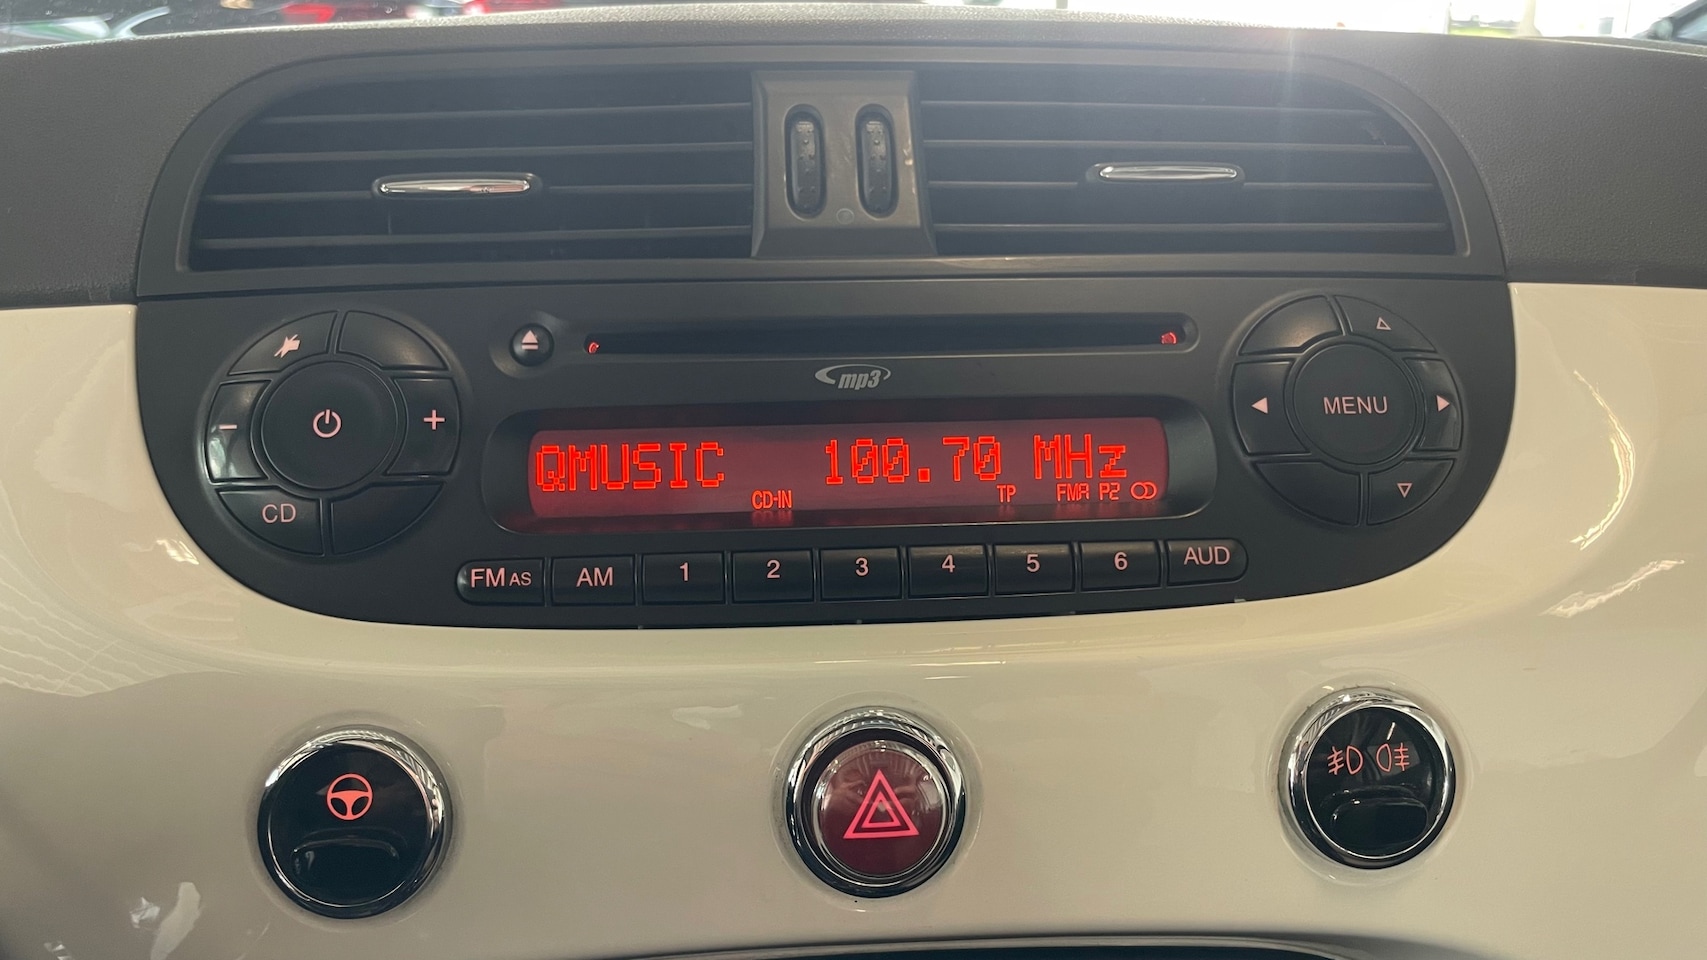 mp3
QMUSIC 100.70 MHz
CD-IN TP FMA P2
CD
MENU
FM AS AM 1 2 3 4 5 6 AUD